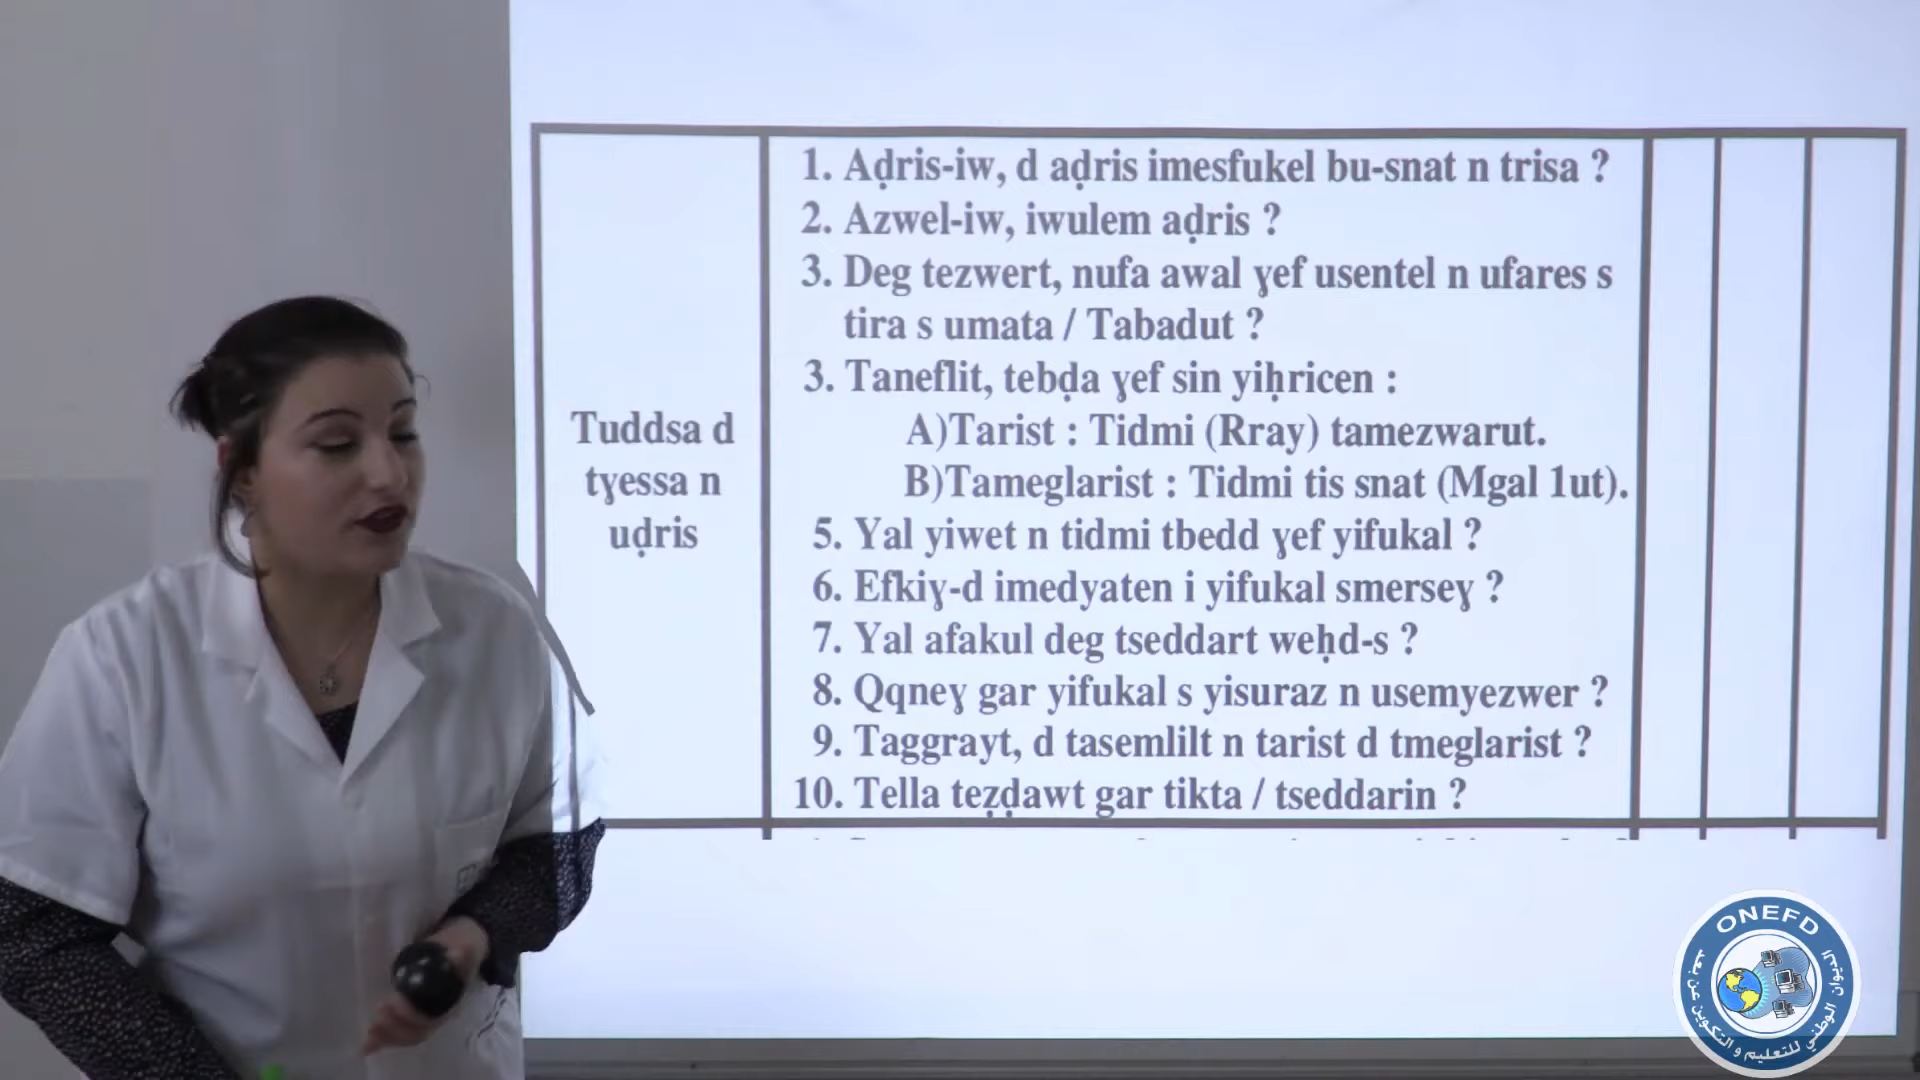 1. Aḍris-iw, d aḍris imesfukel bu-snat n trisa ?
2. Azwel-iw, iwulem aḍris ?
3. Deg tezwert, nufa awal ɣef usentel n ufares s
tira s umata / Tabadut ?
3. Taneflit, tebḍa ɣef sin yiḥricen :
A)Tarist : Tidmi (Rray) tamezwarut.
B)Tameglarist : Tidmi tis snat (Mgal 1ut).
Tuddsa d
tɣessa n
uḍris
5. Yal yiwet n tidmi tbedd ɣef yifukal ?
6. Efkiɣ-d imedyaten i yifukal smerseɣ ?
7. Yal afakul deg tseddart weḥd-s ?
8. Qqneɣ gar yifukal s yisuraz n usemyezwer ?
9. Taggrayt, d tasemlilt n tarist d tmeglarist ?
10. Tella teẓḍawt gar tikta / tseddarin ?
ONEFD
الديوان الوطني للتعليم و التكوين عن بعد